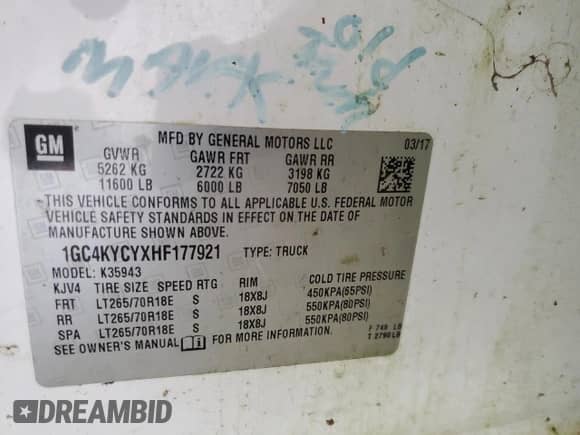 GM
MFD BY GENERAL MOTORS LLC
03/17
GVWR GAWR FRT GAWR RR
5262 KG 2722 KG 3198 KG
11600 LB 6000 LB 7050 LB
THIS VEHICLE CONFORMS TO ALL APPLICABLE U.S. FEDERAL MOTOR
VEHICLE SAFETY STANDARDS IN EFFECT ON THE DATE OF
MANUFACTURE SHOWN ABOVE.
1GC4KYCYXHF177921 TYPE: TRUCK
MODEL: K35943
KJV4 TIRE SIZE SPEED RTG RIM COLD TIRE PRESSURE
FRT LT265/70R18E S 18X8J 450KPA(65PSI)
RR LT265/70R18E S 18X8J 550KPA(80PSI)
SPA LT265/70R18E S 18X8J 550KPA(80PSI)
SEE OWNER'S MANUAL FOR MORE INFORMATION.
F 749 LB
T 2790 LB
DREAMBID